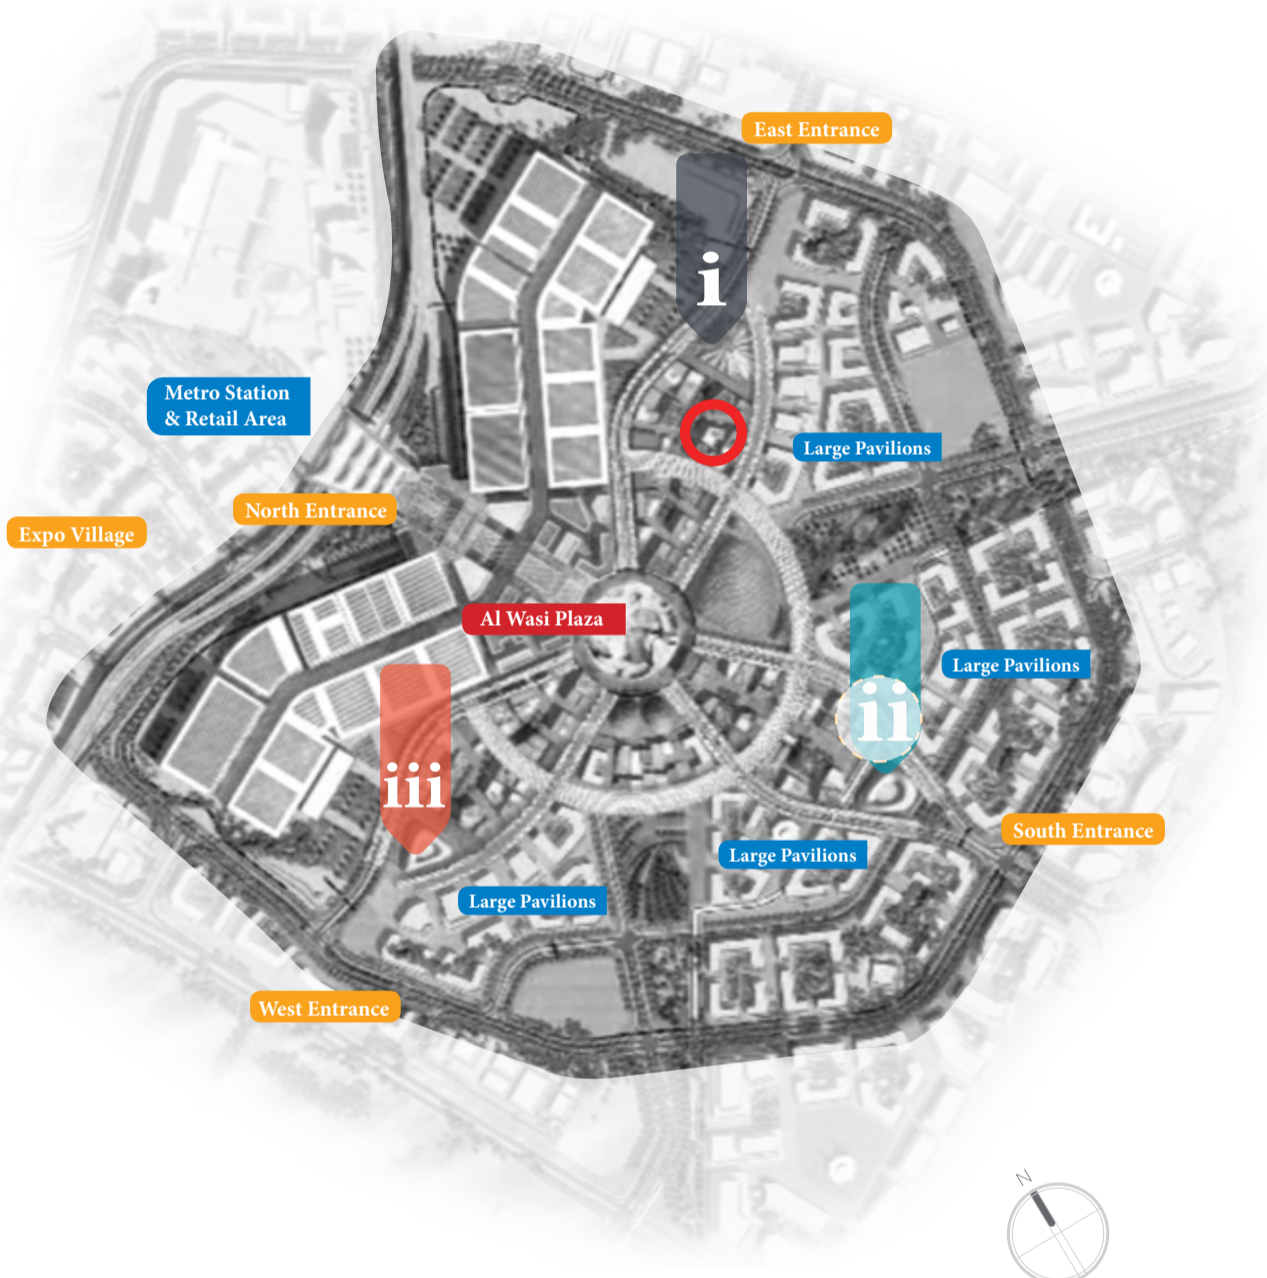 East Entrance
i
Metro Station
& Retail Area
Large Pavilions
North Entrance
Expo Village
Al Wasi Plaza
Large Pavilions
ii
iii
South Entrance
Large Pavilions
Large Pavilions
West Entrance
N